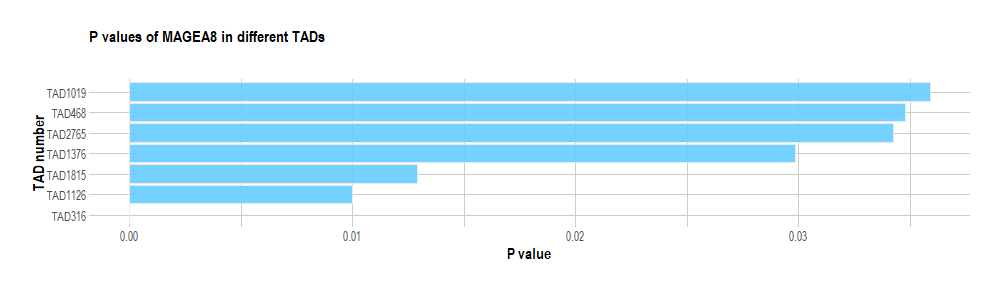 P values of MAGEA8 in different TADs
TAD number
TAD1019
TAD468
TAD2765
TAD1376
TAD1815
TAD1126
TAD316
0.00 0.01 0.02 0.03
P value